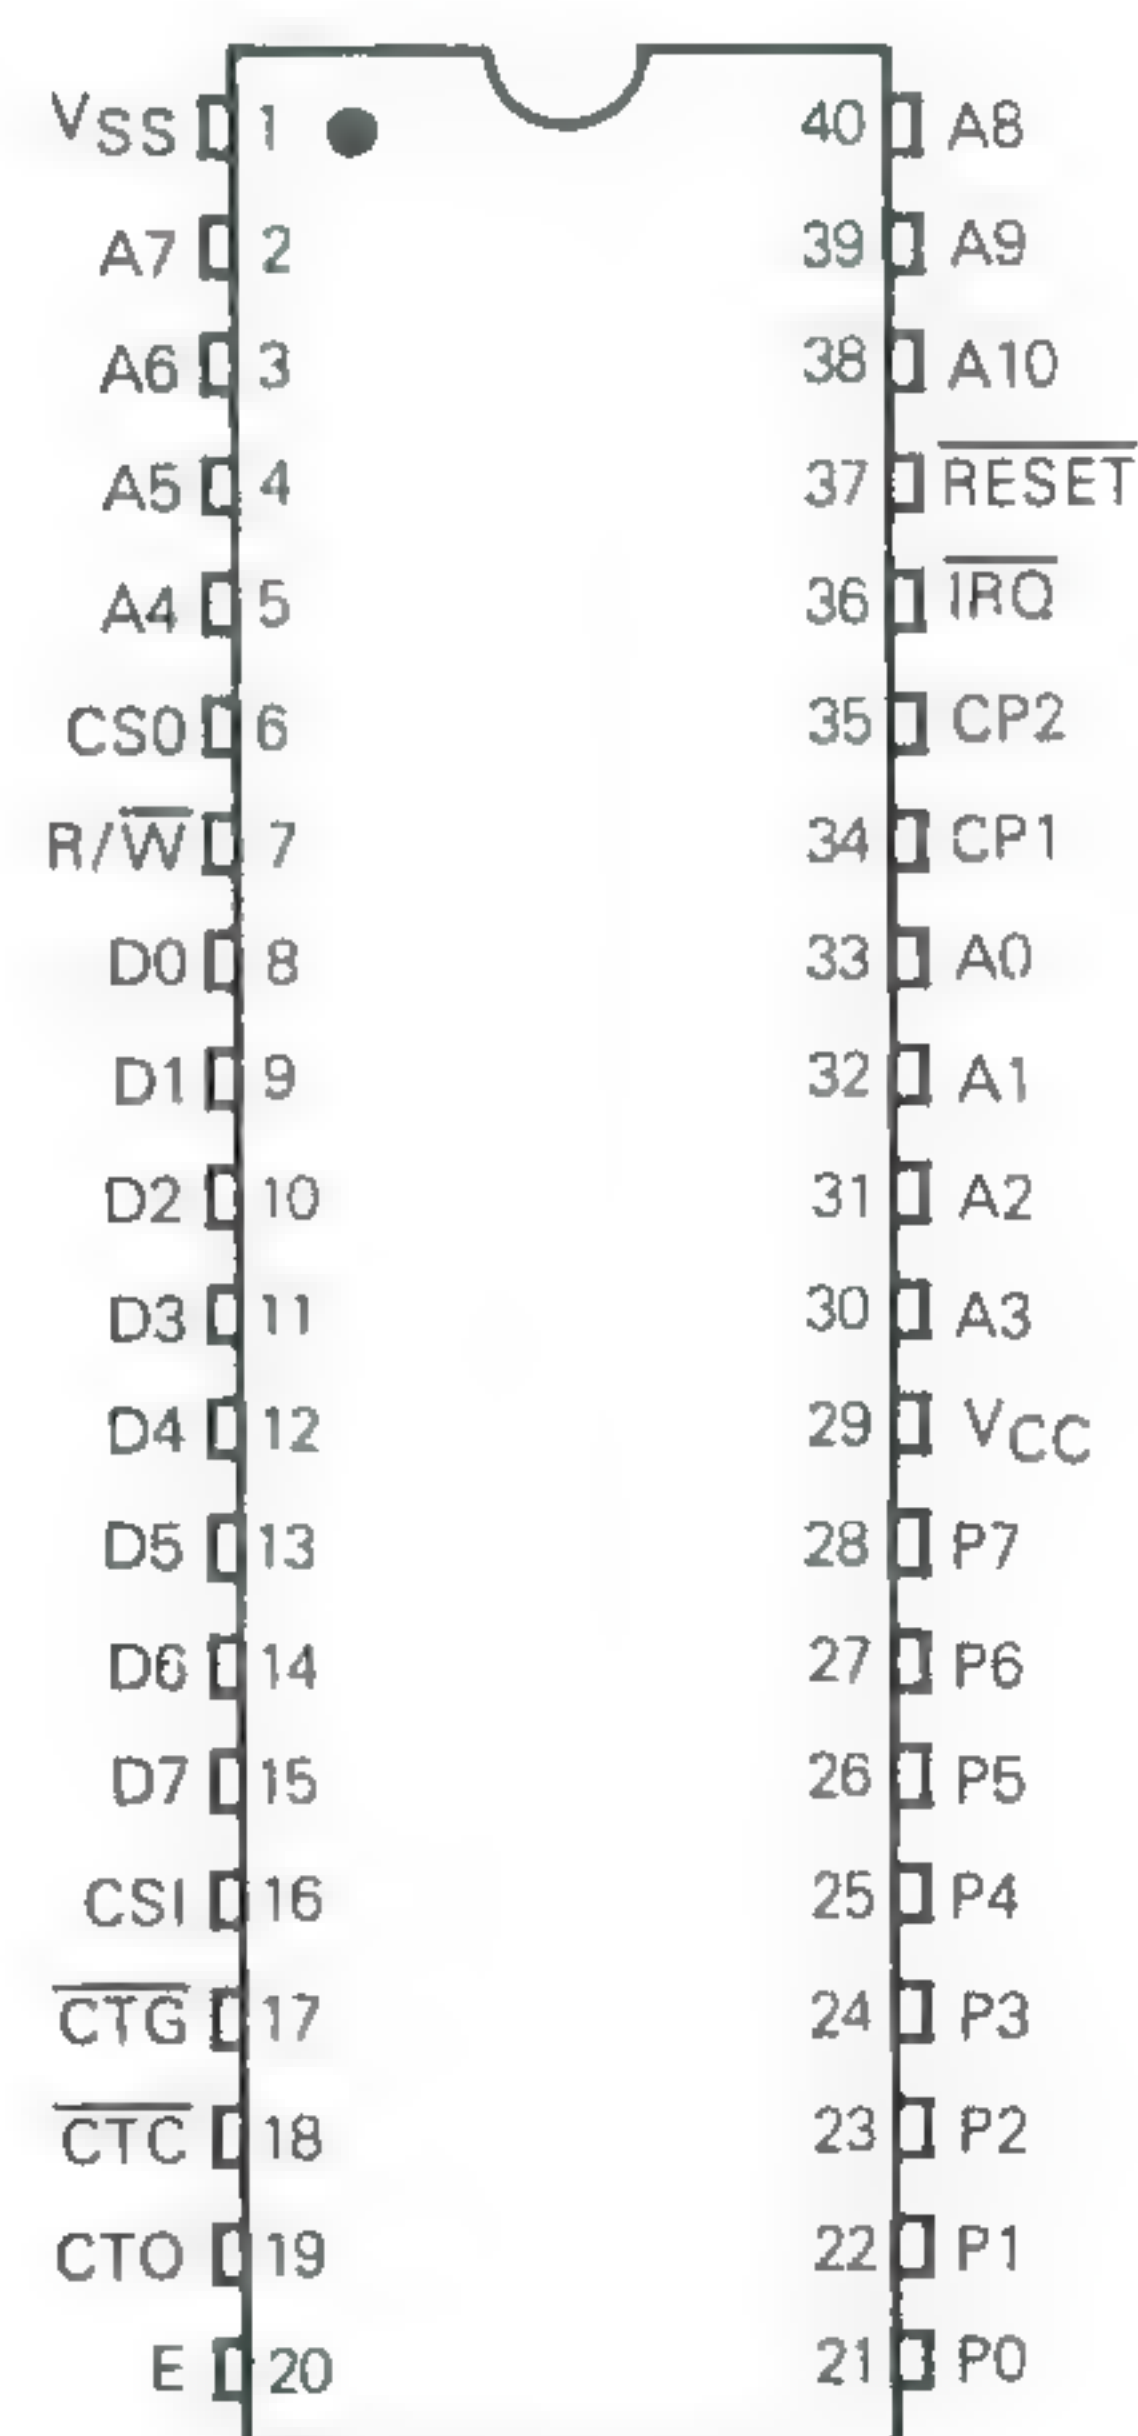 VSS 1 40 A8
A7 2 39 A9
A6 3 38 A10
A5 4 37 RESET
A4 5 36 IRQ
CS0 6 35 CP2
R/W 7 34 CP1
D0 8 33 A0
D1 9 32 A1
D2 10 31 A2
D3 11 30 A3
D4 12 29 VCC
D5 13 28 P7
D6 14 27 P6
D7 15 26 P5
CSI 16 25 P4
CTG 17 24 P3
CTC 18 23 P2
CTO 19 22 P1
E 20 21 P0